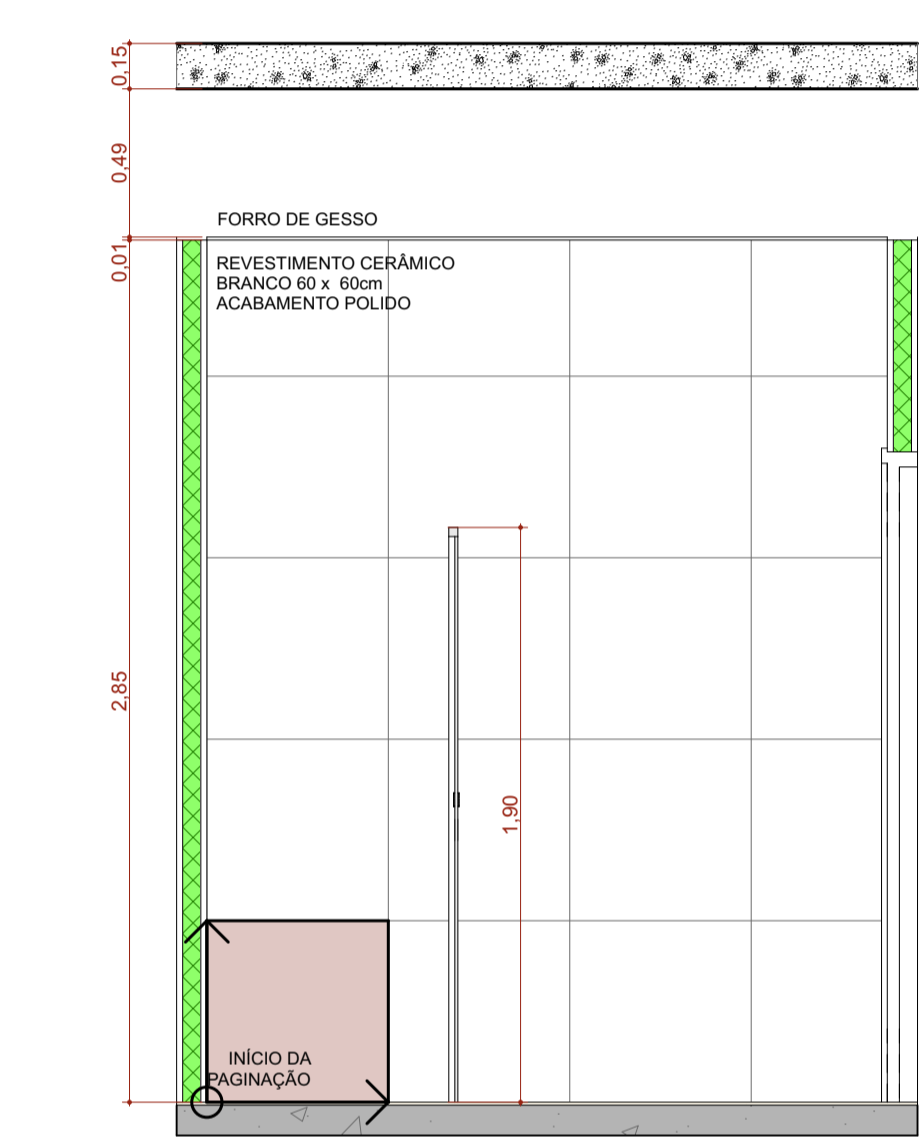 0,15
0,49
FORRO DE GESSO
0,01
REVESTIMENTO CERÂMICO
BRANCO 60 x 60cm
ACABAMENTO POLIDO
2,85
1,90
INÍCIO DA
PAGINAÇÃO